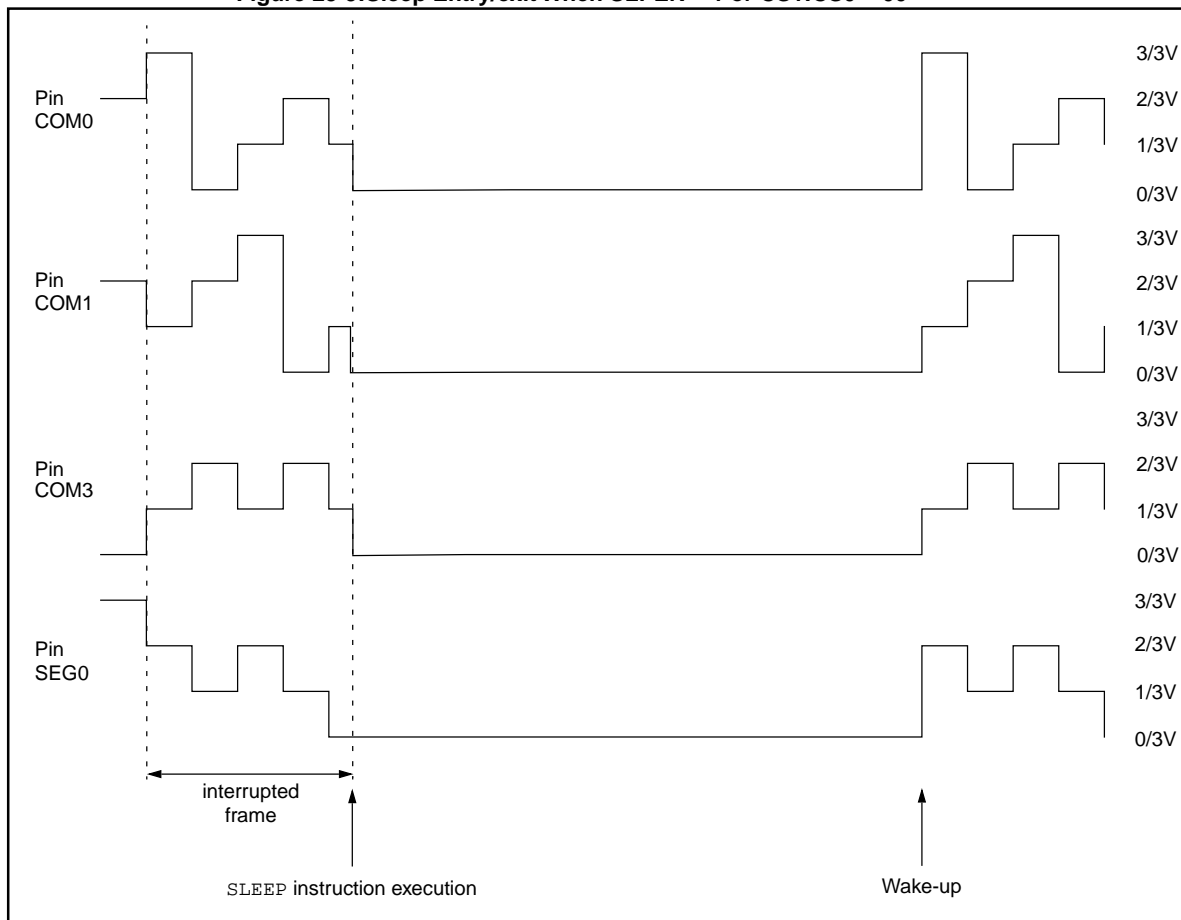 3/3V
Pin
COM0
2/3V
1/3V
0/3V
3/3V
Pin
COM1
2/3V
1/3V
0/3V
3/3V
Pin
COM3
2/3V
1/3V
0/3V
3/3V
Pin
SEG0
2/3V
1/3V
0/3V
interrupted
frame
SLEEP instruction execution
Wake-up